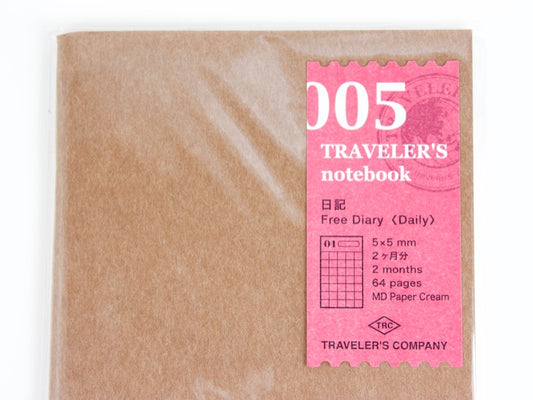 005
TRAVELER'S
notebook
日記
Free Diary〈Daily〉
01
5×5 mm
2ヶ月分
2 months
64 pages
MD Paper Cream
TRC
TRAVELER'S COMPANY